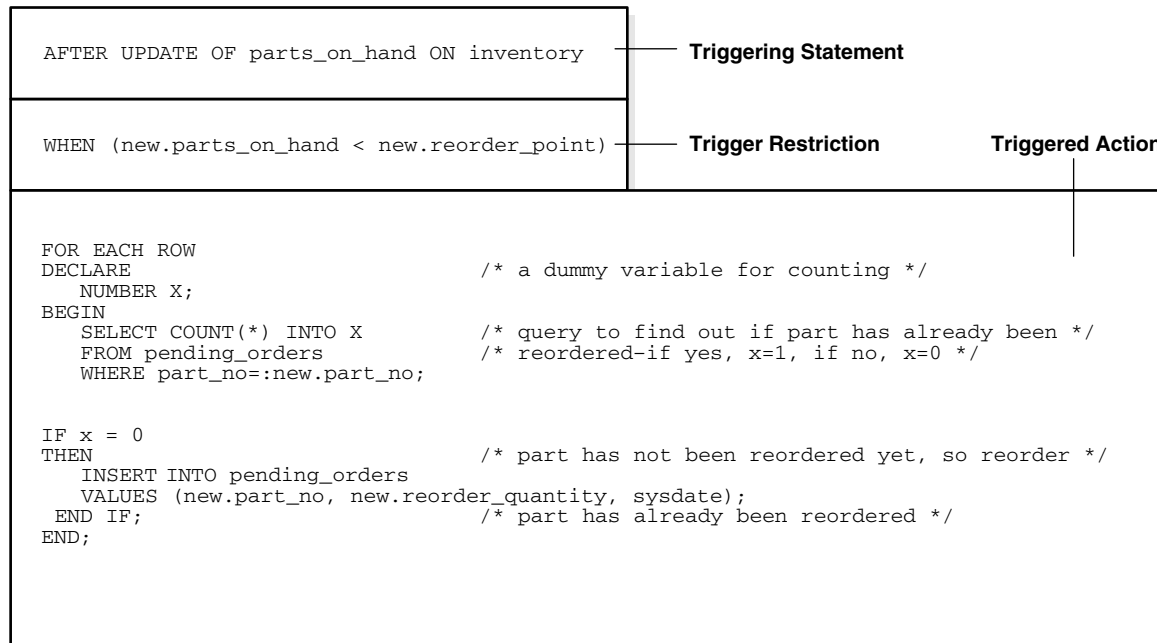 AFTER UPDATE OF parts_on_hand ON inventory
Triggering Statement
WHEN (new.parts_on_hand < new.reorder_point)
Trigger Restriction
Triggered Action
FOR EACH ROW
DECLARE /* a dummy variable for counting */
NUMBER X;
BEGIN
SELECT COUNT(*) INTO X /* query to find out if part has already been */
FROM pending_orders /* reordered–if yes, x=1, if no, x=0 */
WHERE part_no=:new.part_no;
IF x = 0
THEN /* part has not been reordered yet, so reorder */
INSERT INTO pending_orders
VALUES (new.part_no, new.reorder_quantity, sysdate);
END IF; /* part has already been reordered */
END;